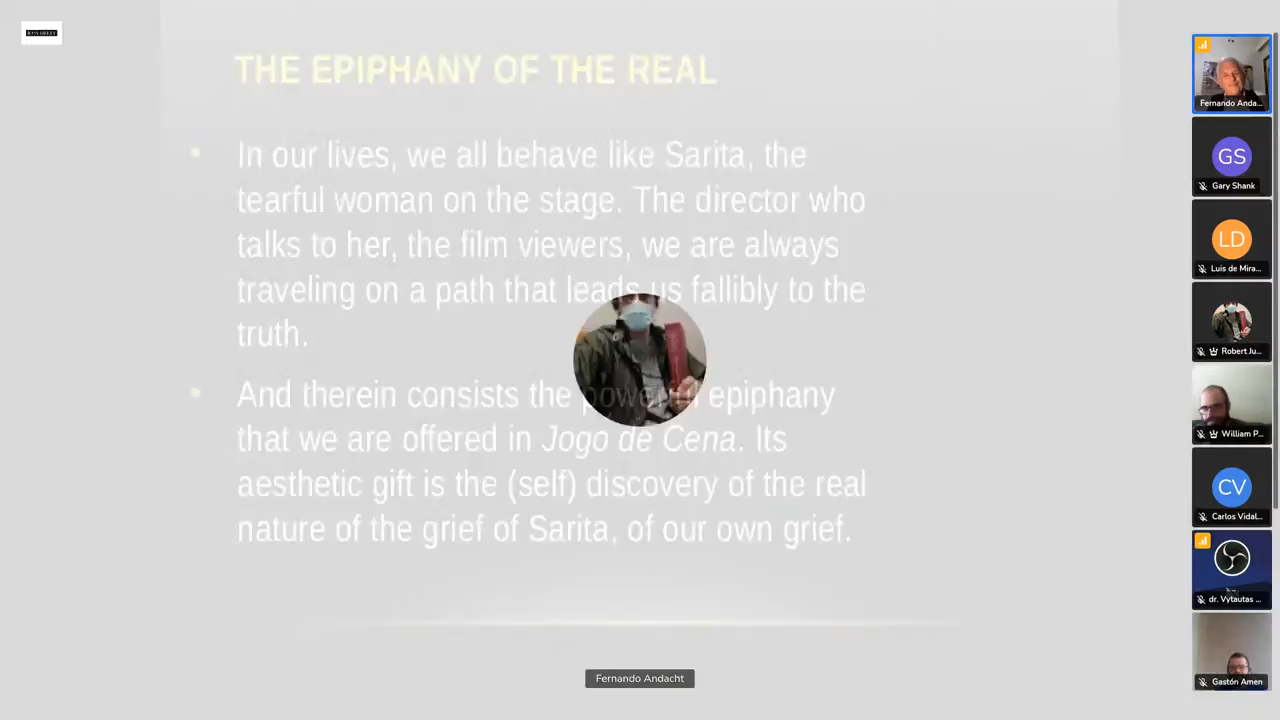 THE EPIPHANY OF THE REAL
• In our lives, we all behave like Sarita, the
tearful woman on the stage. The director who
talks to her, the film viewers, we are always
traveling on a path that leads us fallibly to the
truth.
• And therein consists the powerful epiphany
that we are offered Jogo de Cena. Its
aesthetic gift is the (self) discovery of the real
nature of the grief of Sarita, of our own grief.
Fernando Andacht
Fernando Anda...
GS
Gary Shank
LD
Luis de Mira...
Robert Ju...
William P...
CV
Carlos Vidal...
dr. Vytautas ...
Gastón Amen